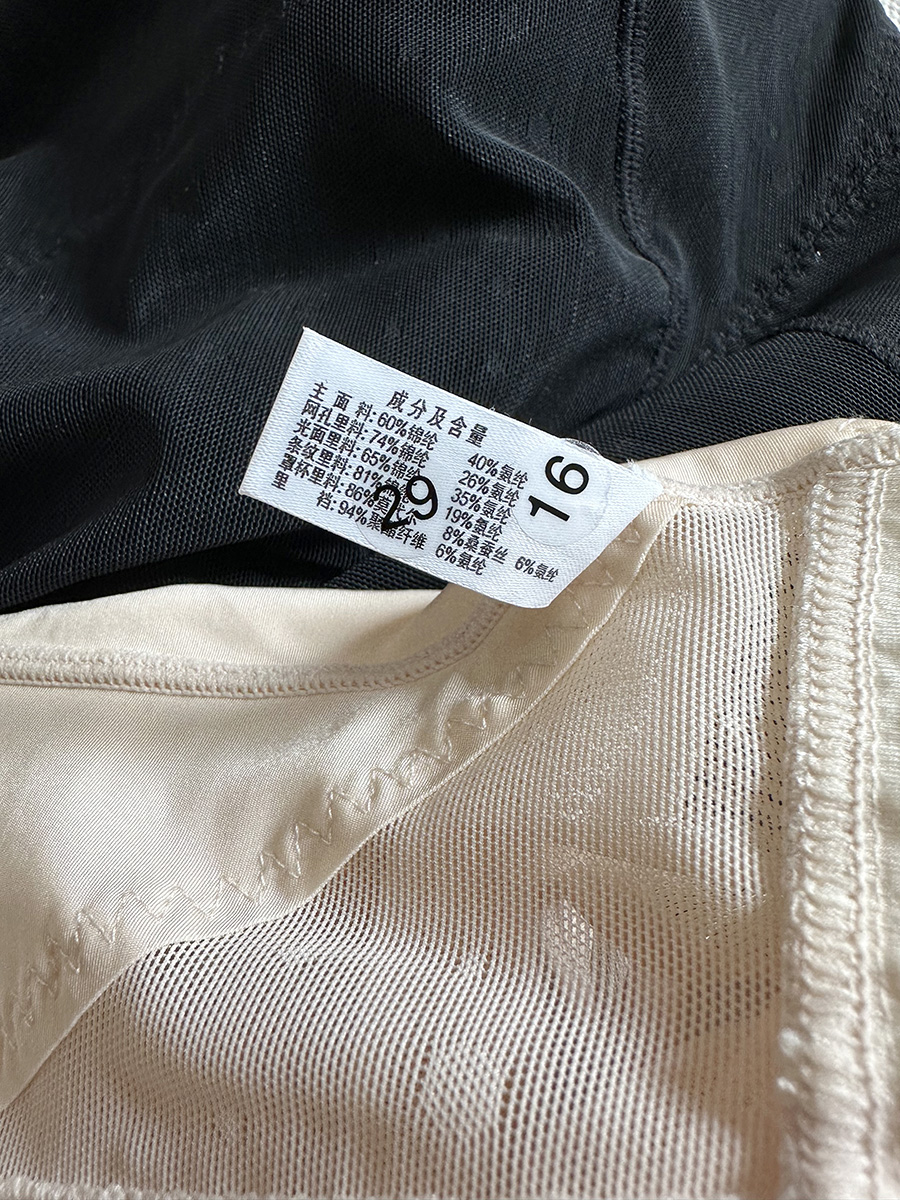 成分及含量
主面料:60%锦纶 40%氨纶
网孔里料:74%锦纶 26%氨纶
光面里料:65%锦纶 35%氨纶
条纹里料:81% 19%氨纶
罩杯里料:86% 8%桑蚕丝 6%氨纶
里裆:94%聚酯纤维 6%氨纶
29
16